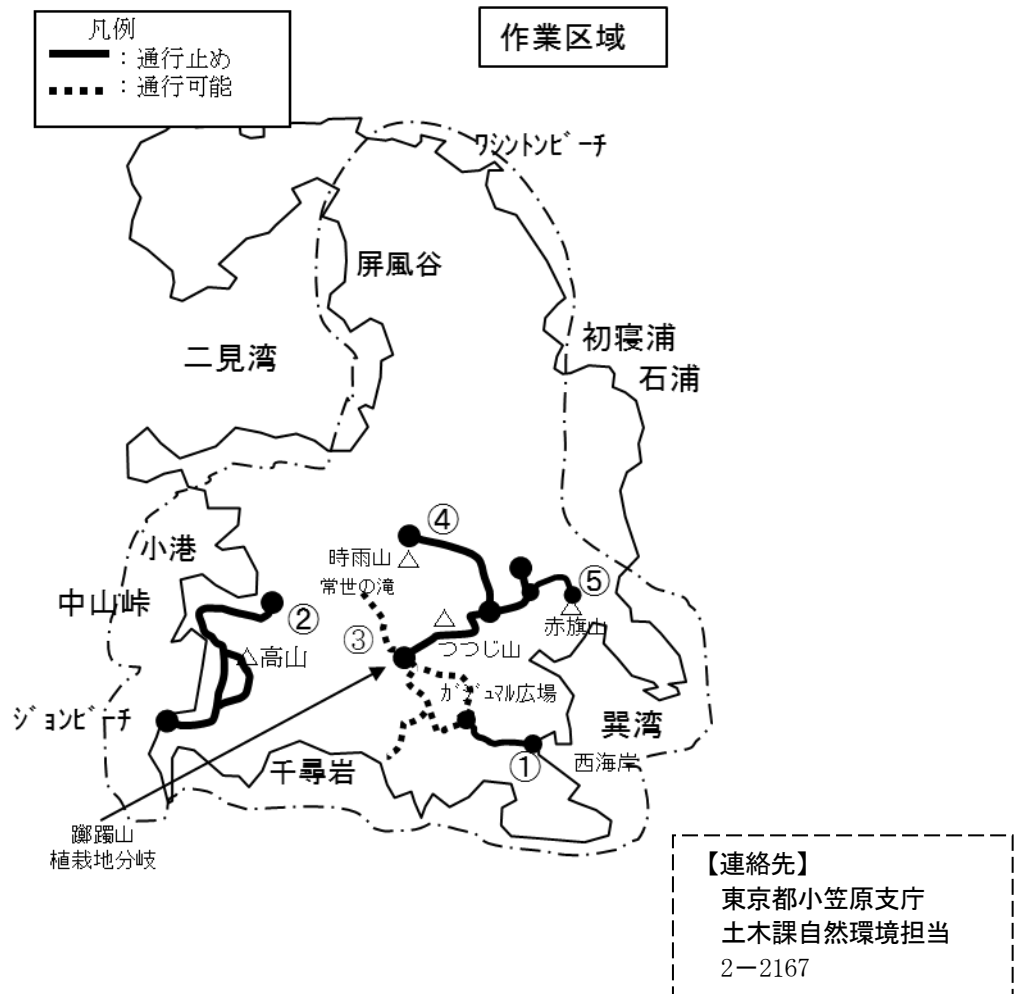 凡例
：通行止め
：通行可能
作業区域
ワシントンビーチ
屏風谷
初寝浦
二見湾
石浦
④
小港
時雨山
常世の滝
⑤
中山峠
②
赤旗山
③
つつじ山
高山
ガジュマル広場
ジョンビーチ
巽湾
西海岸
①
千尋岩
躑躅山
植栽地分岐
【連絡先】
東京都小笠原支庁
土木課自然環境担当
2－2167